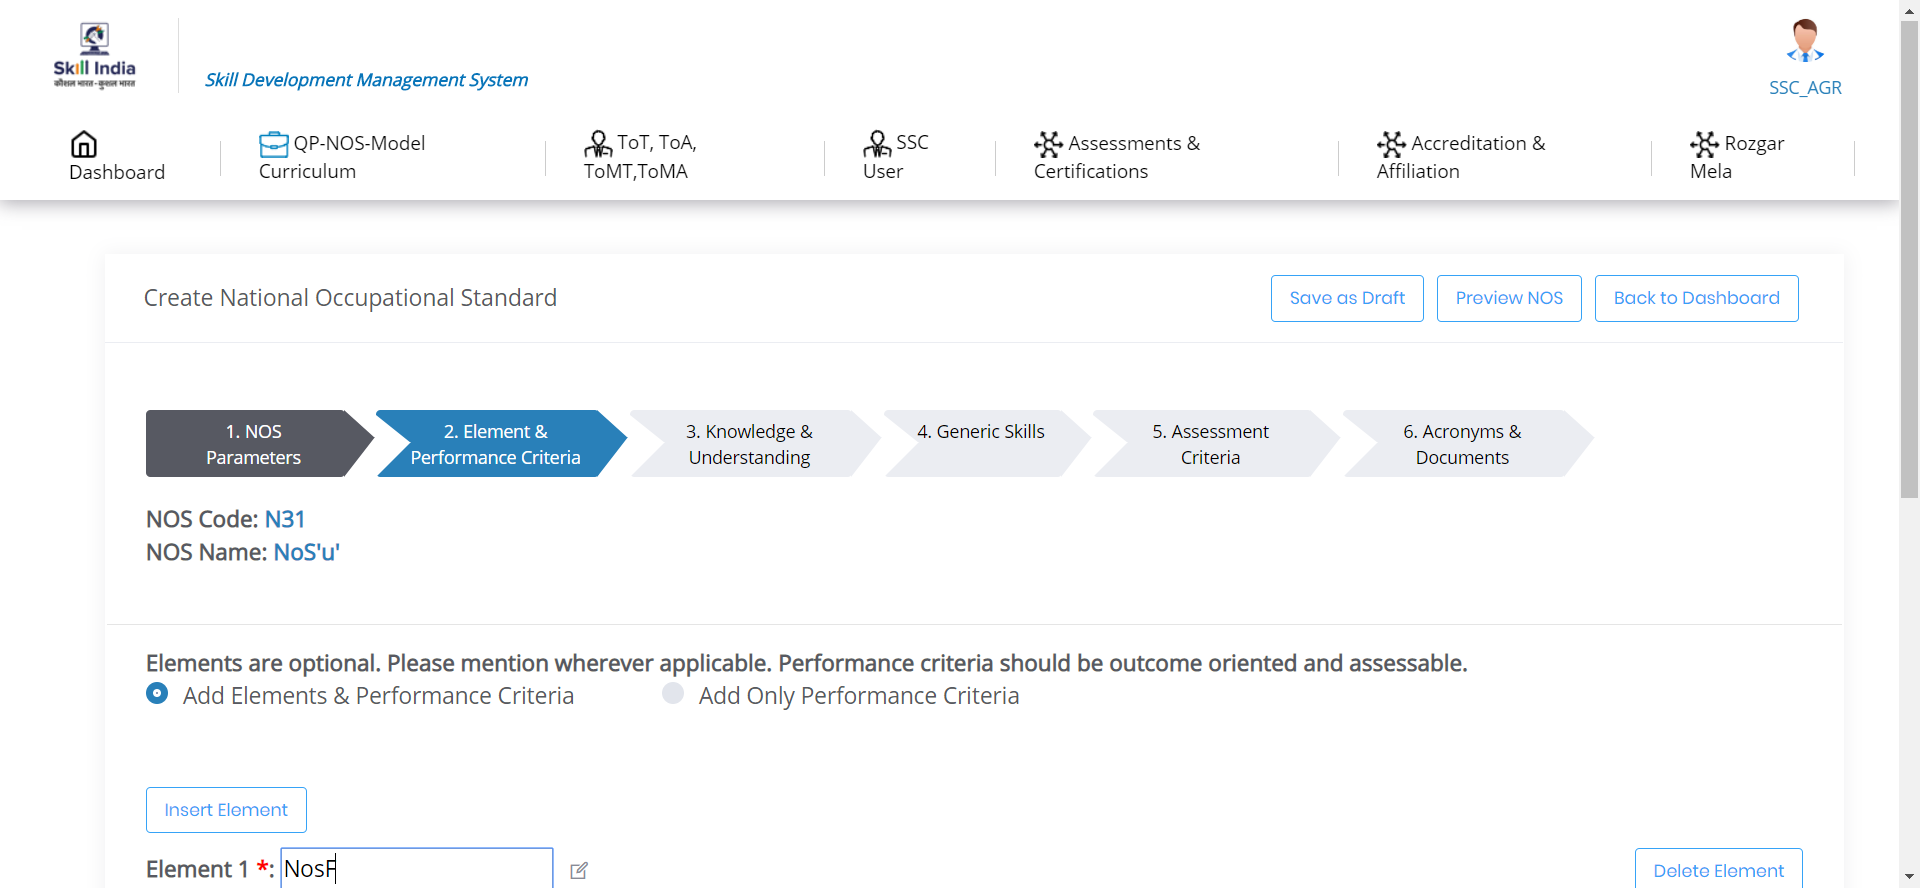 Skill India
कौशल भारत - कुशल भारत
Skill Development Management System
SSC_AGR
Dashboard
QP-NOS-Model
Curriculum
ToT, ToA,
ToMT,ToMA
SSC
User
Assessments &
Certifications
Accreditation &
Affiliation
Rozgar
Mela
Create National Occupational Standard
Save as Draft
Preview NOS
Back to Dashboard
1. NOS
Parameters
2. Element &
Performance Criteria
3. Knowledge &
Understanding
4. Generic Skills
5. Assessment
Criteria
6. Acronyms &
Documents
NOS Code: N31
NOS Name: NoS'u'
Elements are optional. Please mention wherever applicable. Performance criteria should be outcome oriented and assessable.
Add Elements & Performance Criteria
Add Only Performance Criteria
Insert Element
Element 1 *: NosF
Delete Element